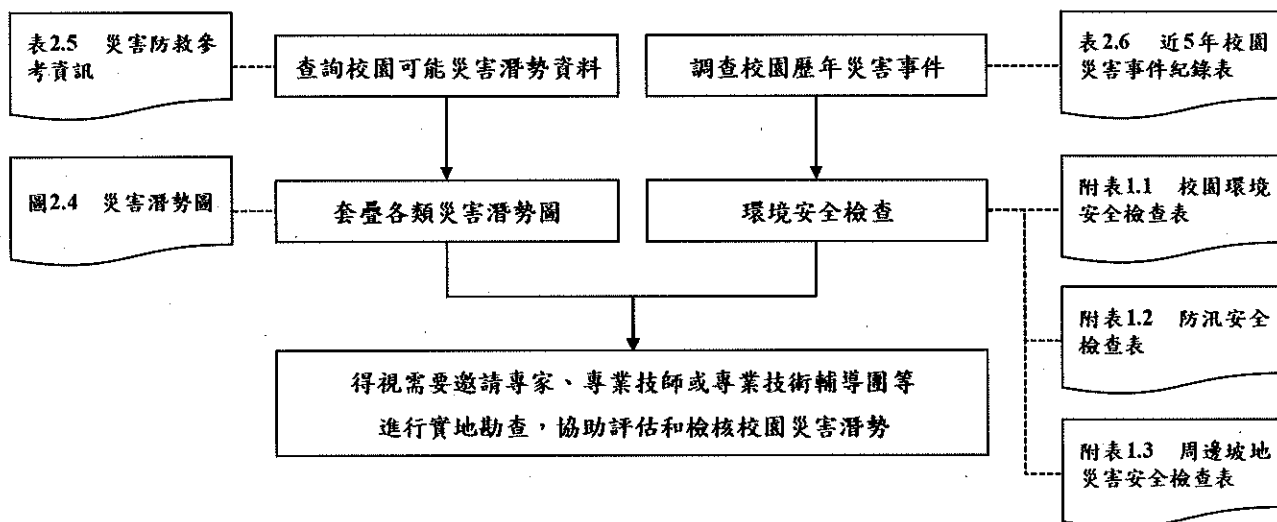 表2.5 災害防救參
考資訊
查詢校園可能災害潛勢資料
調查校園歷年災害事件
表2.6 近5年校園
災害事件紀錄表
圖2.4 災害潛勢圖
套疊各類災害潛勢圖
環境安全檢查
附表1.1 校園環境
安全檢查表
附表1.2 防汛安全
檢查表
得視需要邀請專家、專業技師或專業技術輔導團等
進行實地勘查，協助評估和檢核校園災害潛勢
附表1.3 周邊坡地
災害安全檢查表